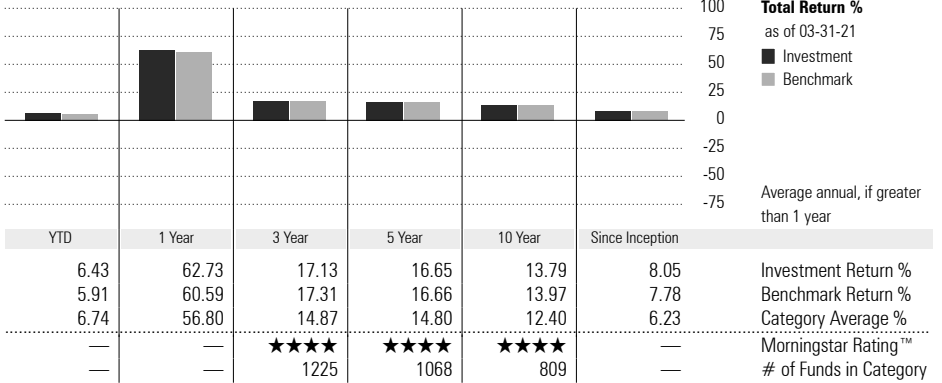 100 Total Return %
75 as of 03-31-21
50 Investment
25 Benchmark
0
-25
-50
-75
Average annual, if greater
than 1 year
YTD 1 Year 3 Year 5 Year 10 Year Since Inception
6.43 62.73 17.13 16.65 13.79 8.05 Investment Return %
5.91 60.59 17.31 16.66 13.97 7.78 Benchmark Return %
6.74 56.80 14.87 14.80 12.40 6.23 Category Average %
— — ★★★★ ★★★★ ★★★★ — Morningstar Rating™
— — 1225 1068 809 — # of Funds in Category